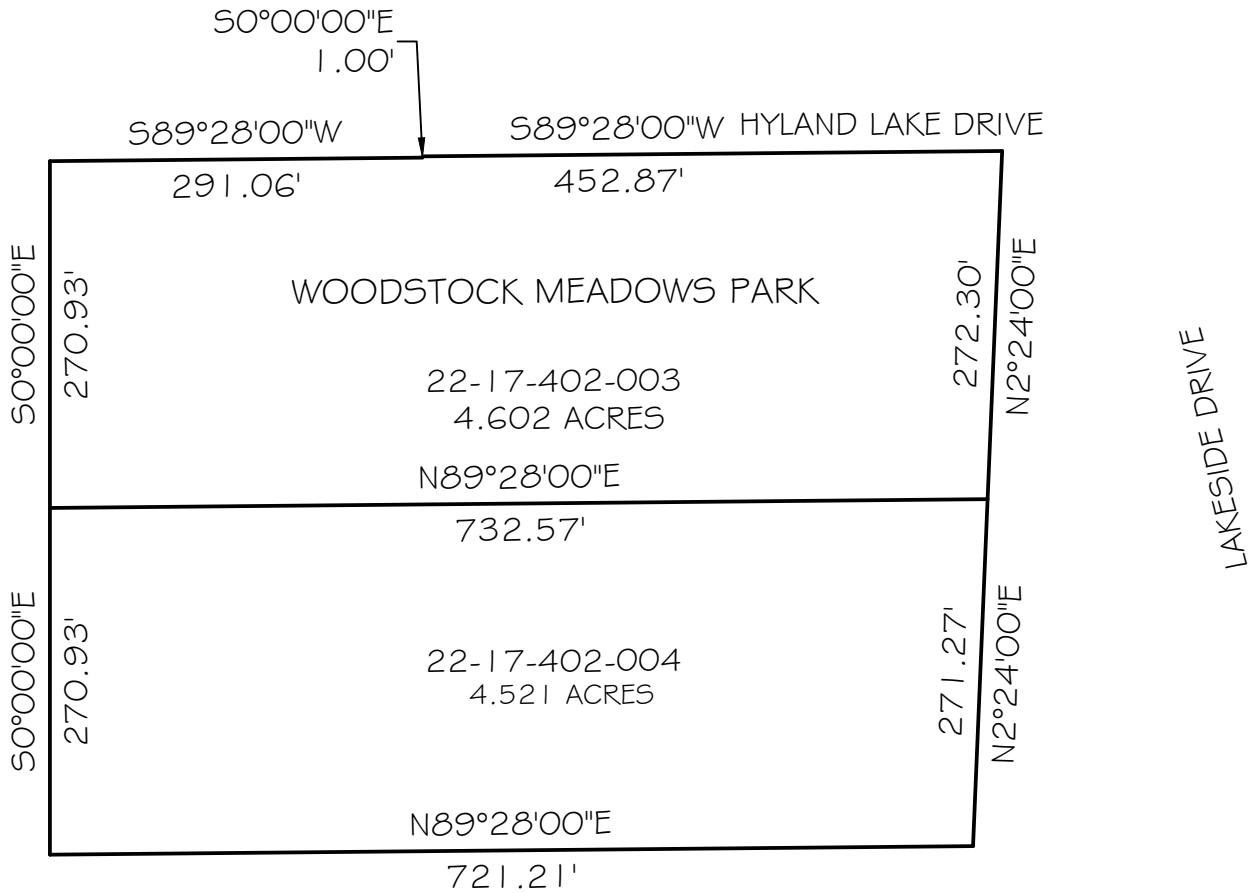 S0°00'00"E
1.00'
S89°28'00"W
S89°28'00"W HYLAND LAKE DRIVE
291.06'
452.87'
S0°00'00"E
270.93'
WOODSTOCK MEADOWS PARK
272.30'
N2°24'00"E
22-17-402-003
4.602 ACRES
LAKESIDE DRIVE
N89°28'00"E
732.57'
S0°00'00"E
270.93'
22-17-402-004
4.521 ACRES
271.27'
N2°24'00"E
N89°28'00"E
721.21'